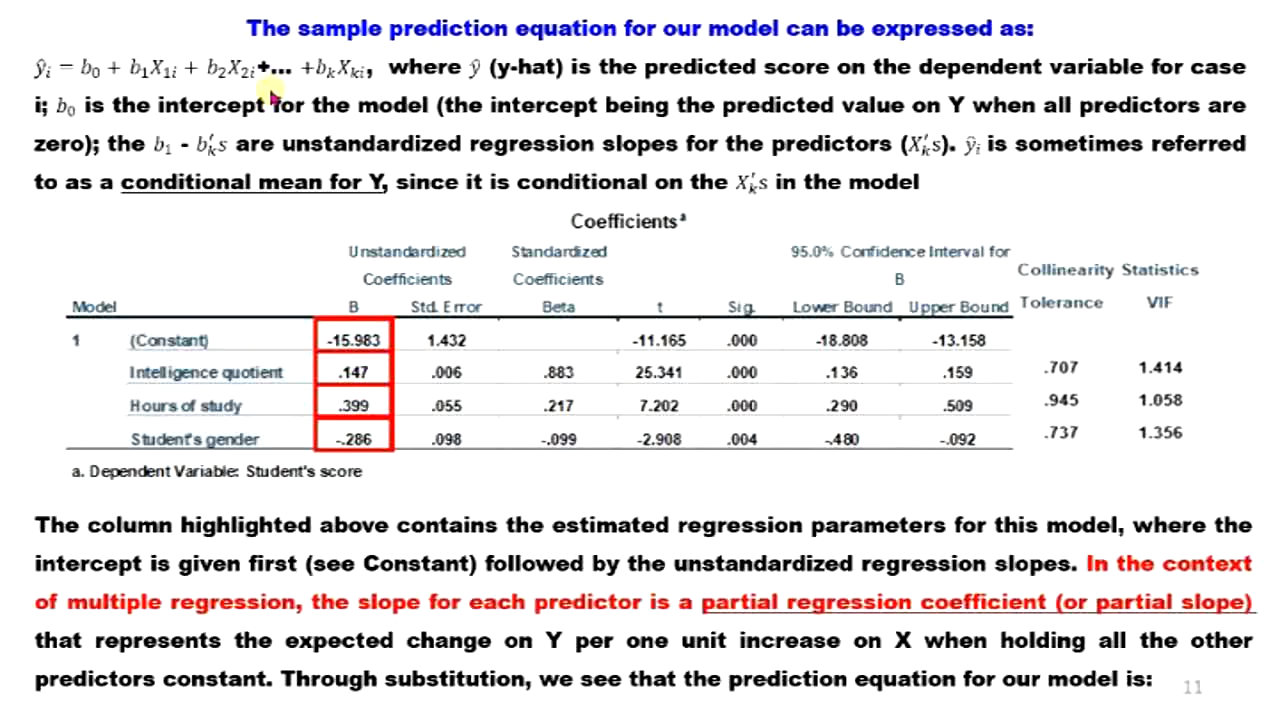 The sample prediction equation for our model can be expressed as:
ŷᵢ = b₀ + b₁X₁ᵢ + b₂X₂ᵢ+... +bₖXₖᵢ, where ŷ (y-hat) is the predicted score on the dependent variable for case
i; b₀ is the intercept for the model (the intercept being the predicted value on Y when all predictors are
zero); the b₁ - b′ₖs are unstandardized regression slopes for the predictors (X′ₖs). ŷᵢ is sometimes referred
to as a conditional mean for Y, since it is conditional on the X′ₖs in the model
Coefficientsᵃ
Unstandardized Standardized 95.0% Confidence Interval for
Coefficients Coefficients B Collinearity Statistics
Model B Std. Error Beta t Sig. Lower Bound Upper Bound Tolerance VIF
1 (Constant) -15.983 1.432 -11.165 .000 -18.808 -13.158
Intelligence quotient .147 .006 .883 25.341 .000 .136 .159 .707 1.414
Hours of study .399 .055 .217 7.202 .000 .290 .509 .945 1.058
Student's gender -.286 .098 -.099 -2.908 .004 -.480 -.092 .737 1.356
a. Dependent Variable: Student's score
The column highlighted above contains the estimated regression parameters for this model, where the
intercept is given first (see Constant) followed by the unstandardized regression slopes. In the context
of multiple regression, the slope for each predictor is a partial regression coefficient (or partial slope)
that represents the expected change on Y per one unit increase on X when holding all the other
predictors constant. Through substitution, we see that the prediction equation for our model is:
11